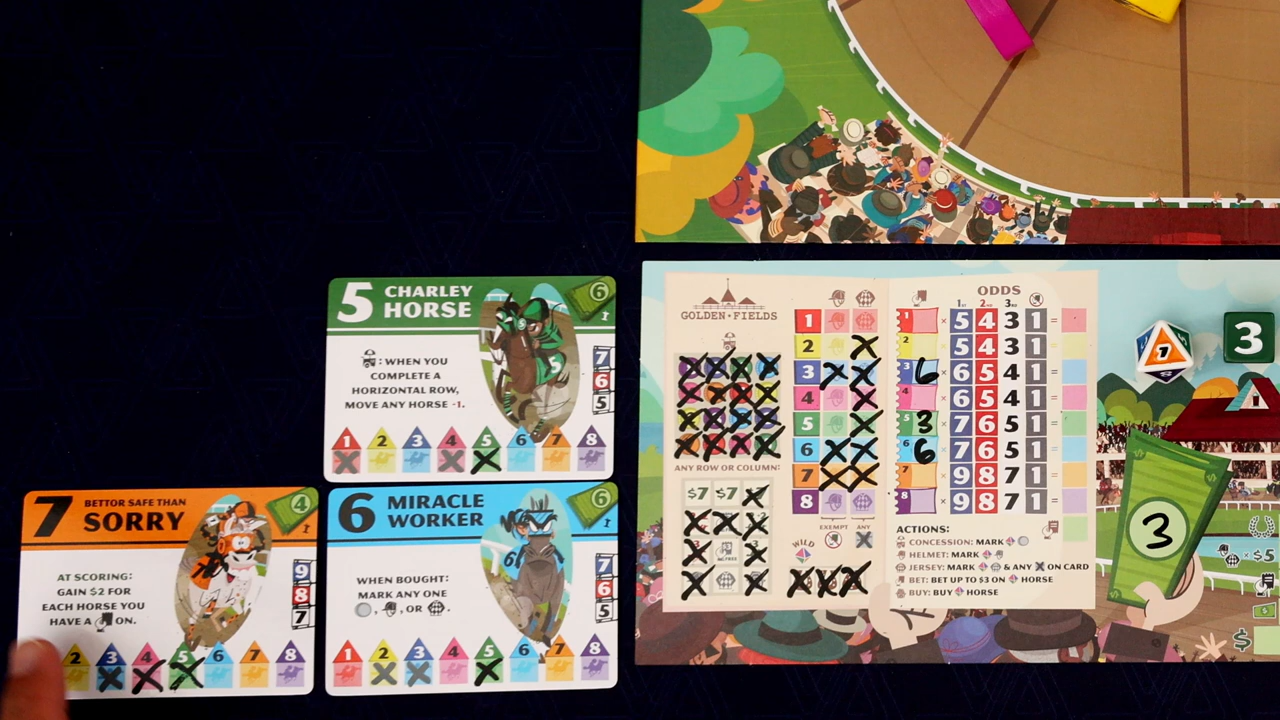 5 CHARLEY HORSE 6
: WHEN YOU
COMPLETE A
HORIZONTAL ROW,
MOVE ANY HORSE -1.
7
6
5
1 2 3 4 5 6 7 8
7 BETTOR SAFE THAN SORRY 4
AT SCORING:
GAIN $2 FOR
EACH HORSE YOU
HAVE A ON.
9
8
7
2 3 4 5 6 7 8
6 MIRACLE WORKER 6
WHEN BOUGHT:
MARK ANY ONE
, , OR .
7
6
5
1 2 3 4 5 6 7 8
GOLDEN FIELDS
ANY ROW OR COLUMN:
$7 $7
FREE
1
2
3
4
5
6
7
8
EXEMPT ANY
WILD
ODDS
1ST 2ND 3RD
1 × 5 4 3 1 =
2 × 5 4 3 1
3 6 × 6 5 4 1 =
4 × 6 5 4 1
5 3 × 7 6 5 1 =
6 6 × 7 6 5 1 =
7 × 9 8 7 1 =
8 × 9 8 7 1 =
ACTIONS:
CONCESSION: MARK
HELMET: MARK
JERSEY: MARK & ANY X ON CARD
BET: BET UP TO $3 ON HORSE
BUY: BUY HORSE
1
3
3
× $5
$